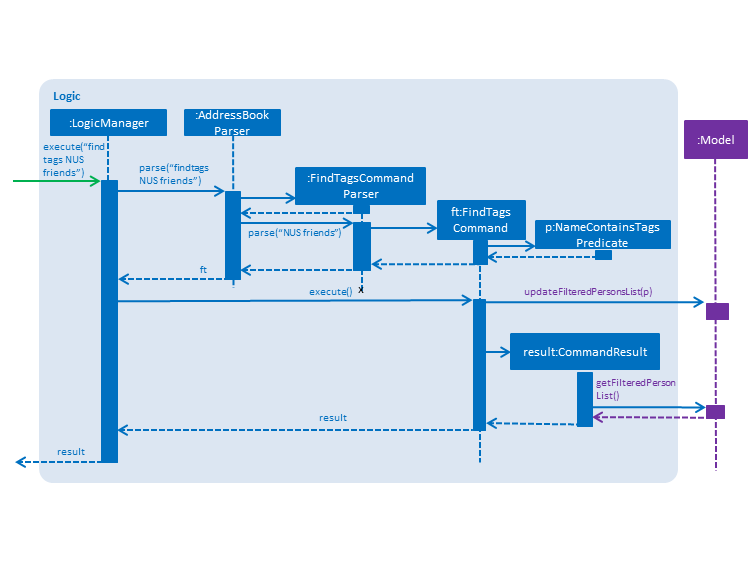 Logic
:LogicManager
:AddressBook
Parser
:Model
execute(“find
tags NUS
friends”)
parse(“findtags
NUS friends”)
:FindTagsCommand
Parser
parse(“NUS friends”)
ft:FindTags
Command
p:NameContainsTags
Predicate
ft
x
execute()
updateFilteredPersonsList(p)
result:CommandResult
getFilteredPerson
List()
result
result